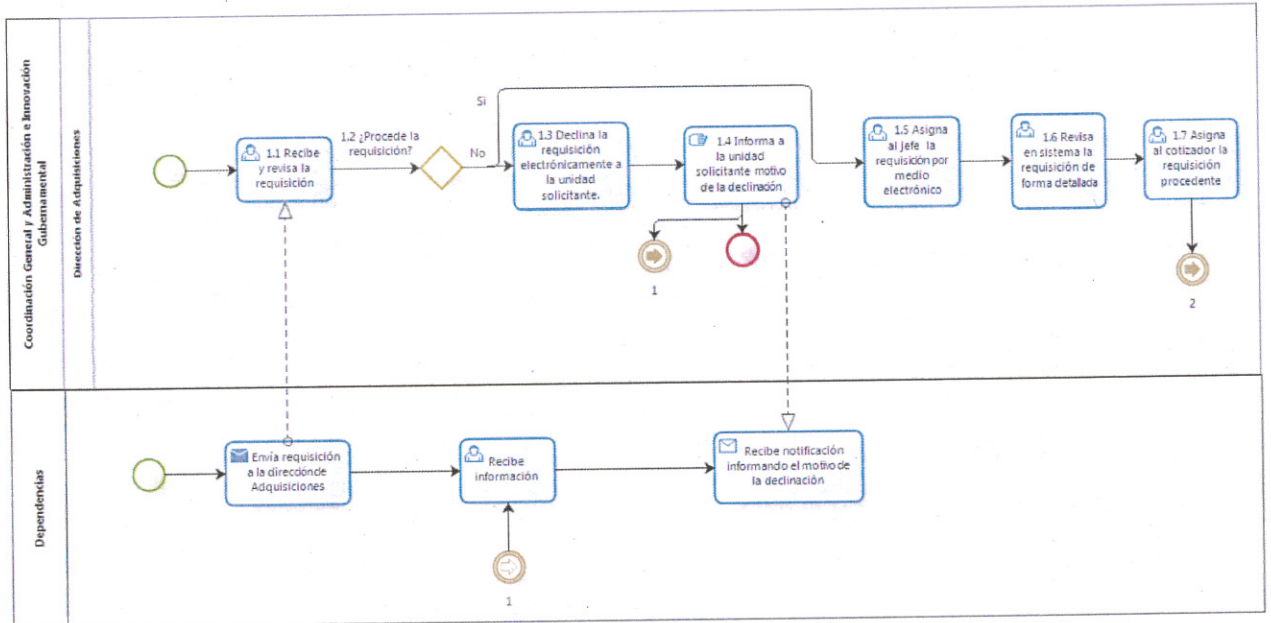 Coordinación General y Administración e Innovación
Gubernamental
Dirección de Adquisiciones
1.1 Recibe
y revisa la
requisición
1.2 ¿Procede la
requisición?
Si
No
1.3 Declina la
requisición
electrónicamente a
la unidad
solicitante.
1.4 Informa a
la unidad
solicitante motivo
de la declinación
1.5 Asigna
al Jefe la
requisición por
medio
electrónico
1.6 Revisa
en sistema la
requisición de
forma detallada
1.7 Asigna
al cotizador la
requisición
procedente
1
2
Dependencias
Envía requisición
a la direcciónde
Adquisiciones
Recibe
información
Recibe notificación
informando el motivo de
la declinación
1